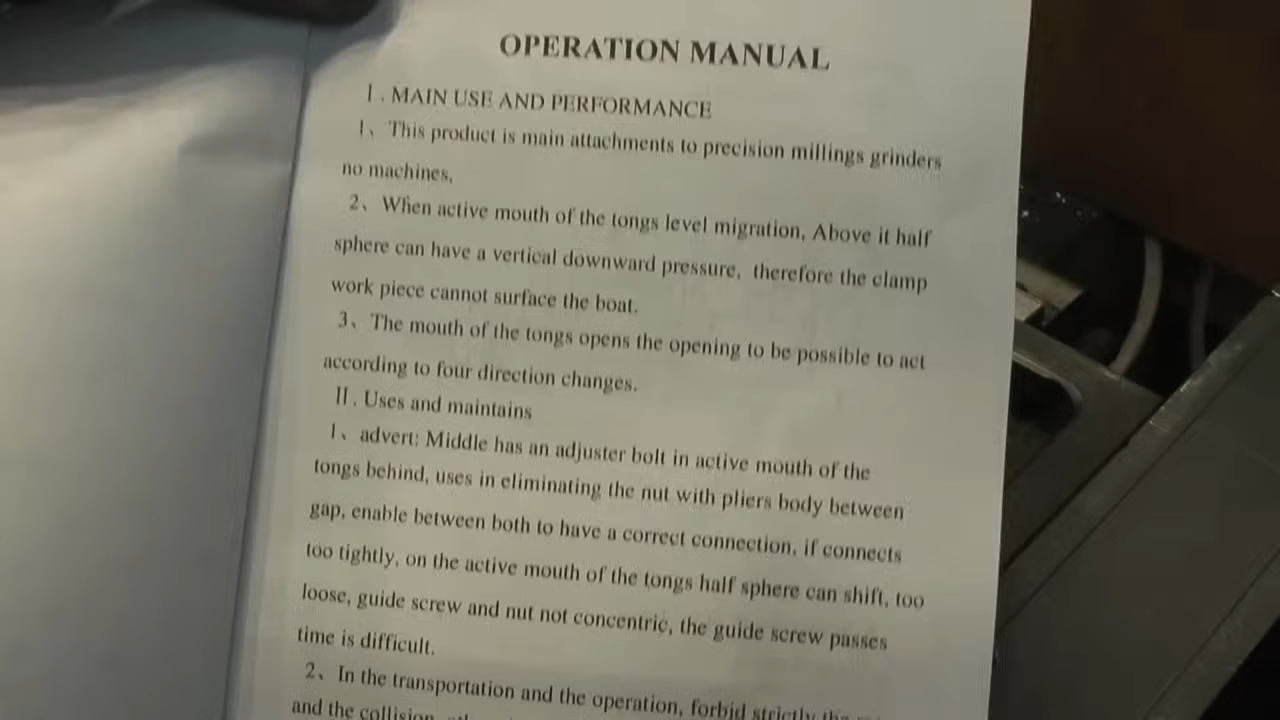 OPERATION MANUAL
Ⅰ. MAIN USE AND PERFORMANCE
1、This product is main attachments to precision millings grinders
no machines,
2、When active mouth of the tongs level migration, Above it half
sphere can have a vertical downward pressure, therefore the clamp
work piece cannot surface the boat.
3、The mouth of the tongs opens the opening to be possible to act
according to four direction changes.
Ⅱ. Uses and maintains
1、advert: Middle has an adjuster bolt in active mouth of the
tongs behind, uses in eliminating the nut with pliers body between
gap, enable between both to have a correct connection, if connects
too tightly, on the active mouth of the tongs half sphere can shift, too
loose, guide screw and nut not concentric, the guide screw passes
time is difficult.
2、In the transportation and the operation, forbid strictly the
and the collision,